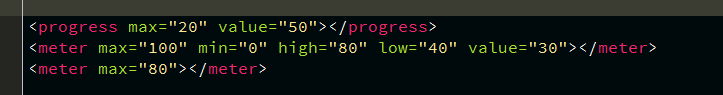 <progress max="20" value="50"></progress>
<meter max="100" min="0" high="80" low="40" value="30"></meter>
<meter max="80"></meter>